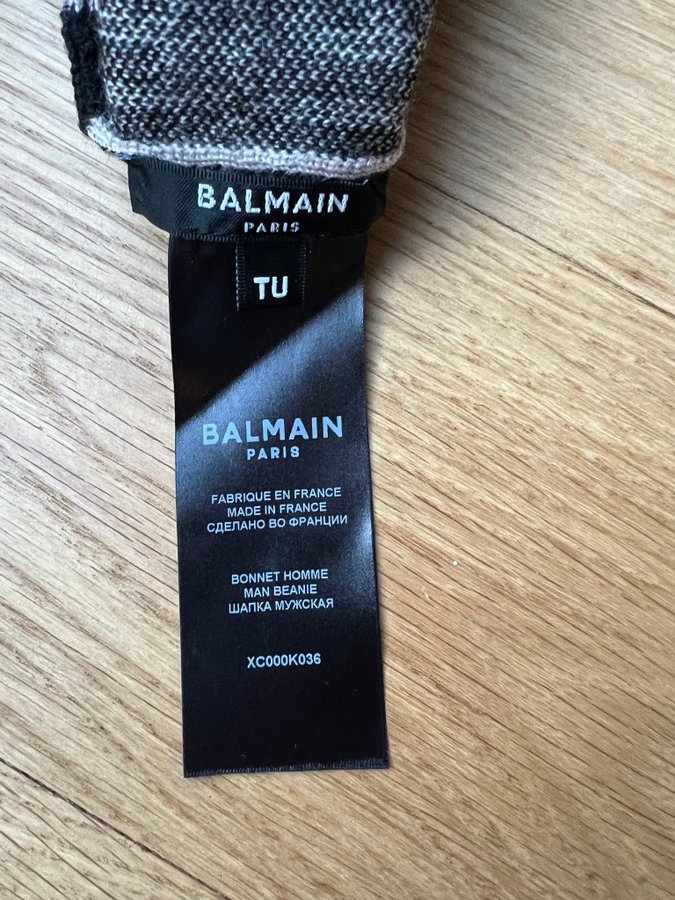 BALMAIN
PARIS
TU
BALMAIN
PARIS
FABRIQUE EN FRANCE
MADE IN FRANCE
СДЕЛАНО ВО ФРАНЦИИ
BONNET HOMME
MAN BEANIE
ШАПКА МУЖСКАЯ
XC000K036